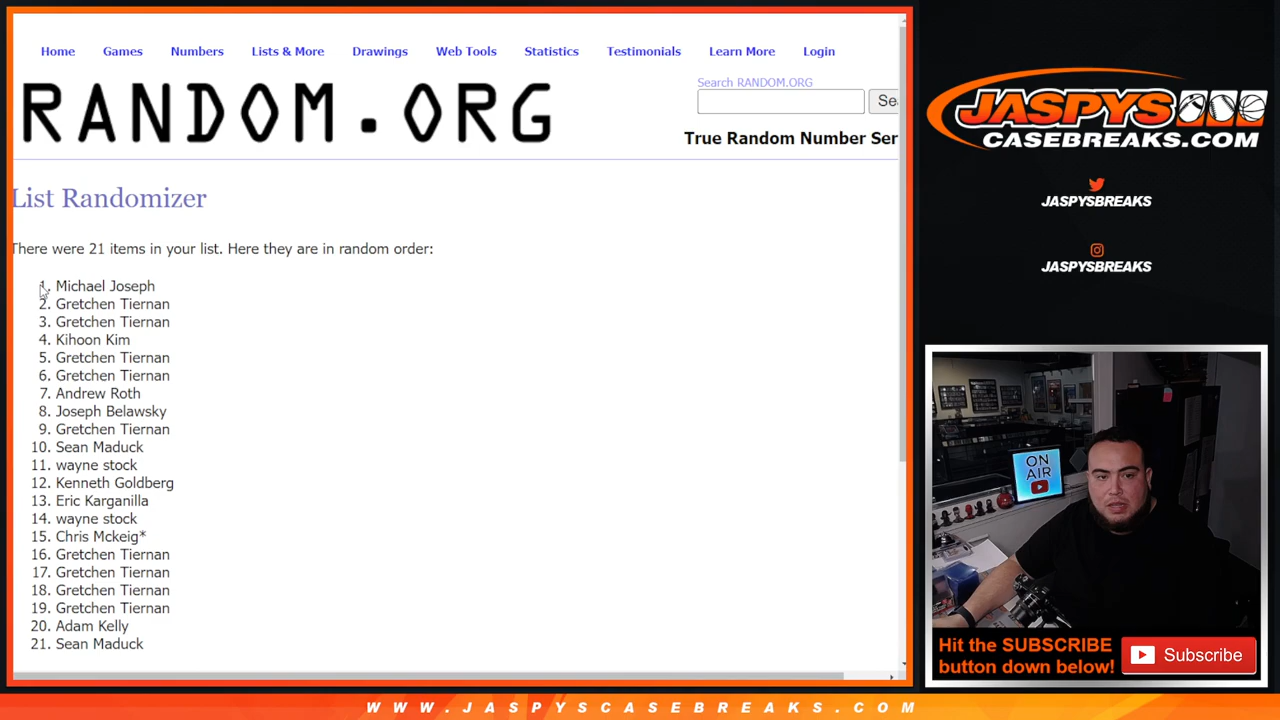 Home Games Numbers Lists & More Drawings Web Tools Statistics Testimonials Learn More Login
Search RANDOM.ORG
RANDOM.ORG
Sea
True Random Number Ser
List Randomizer
There were 21 items in your list. Here they are in random order:
1. Michael Joseph
2. Gretchen Tiernan
3. Gretchen Tiernan
4. Kihoon Kim
5. Gretchen Tiernan
6. Gretchen Tiernan
7. Andrew Roth
8. Joseph Belawsky
9. Gretchen Tiernan
10. Sean Maduck
11. wayne stock
12. Kenneth Goldberg
13. Eric Karganilla
14. wayne stock
15. Chris Mckeig*
16. Gretchen Tiernan
17. Gretchen Tiernan
18. Gretchen Tiernan
19. Gretchen Tiernan
20. Adam Kelly
21. Sean Maduck
JASPYS
CASEBREAKS.COM
JASPYSBREAKS
JASPYSBREAKS
ON
AIR
Hit the SUBSCRIBE
button down below!
Subscribe
WWW.JASPYSCASEBREAKS.COM